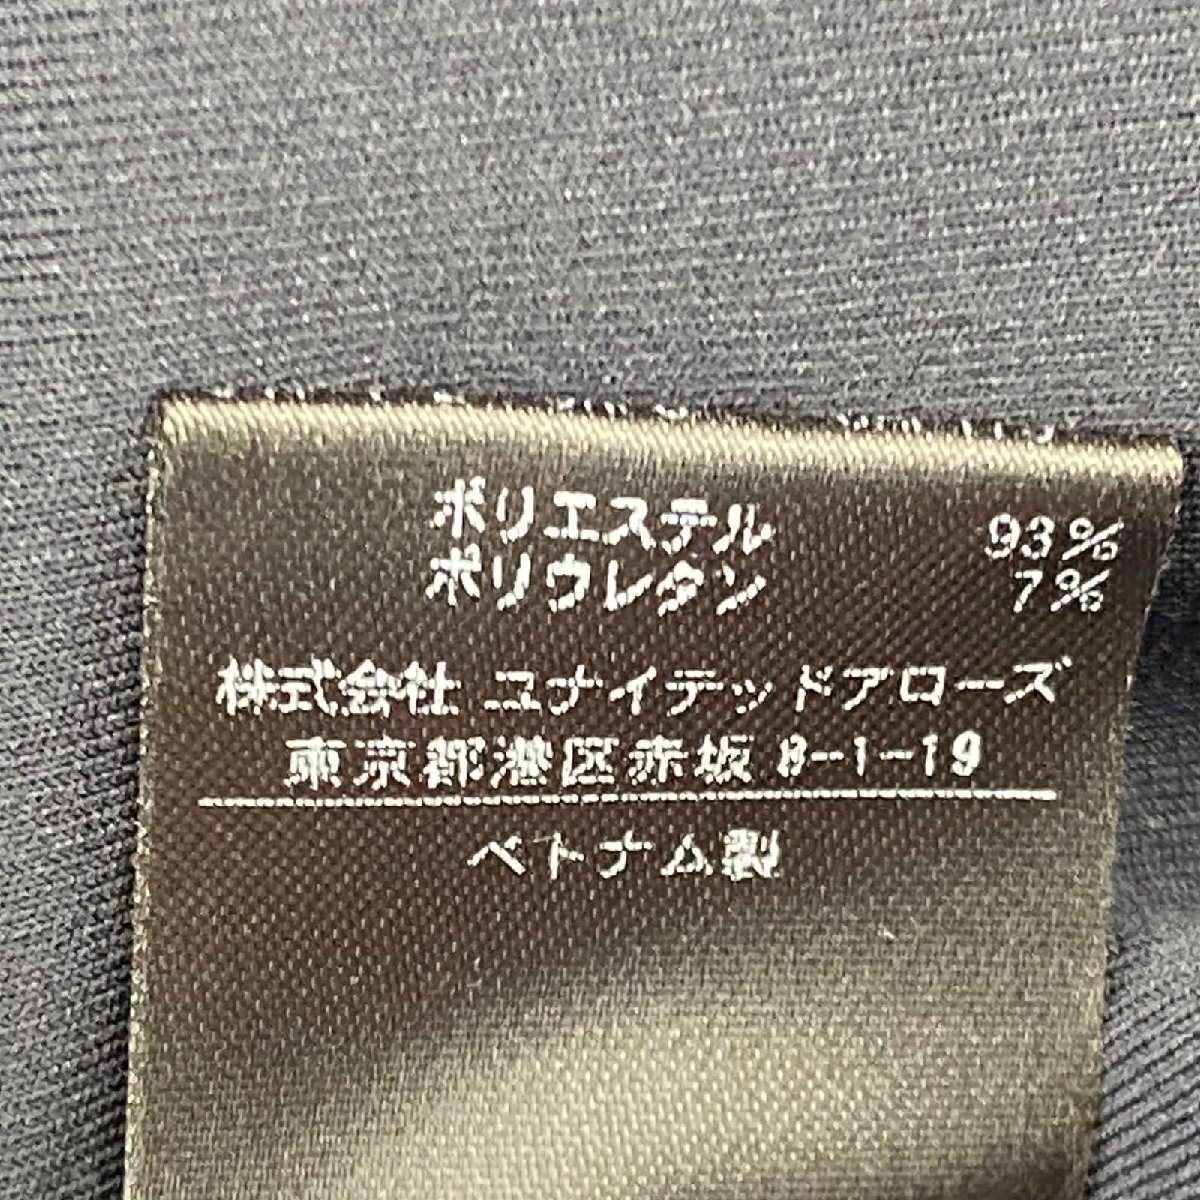 ポリエステル 93%
ポリウレタン 7%
株式会社 ユナイテッドアローズ
東京都港区赤坂 8-1-19
ベトナム製